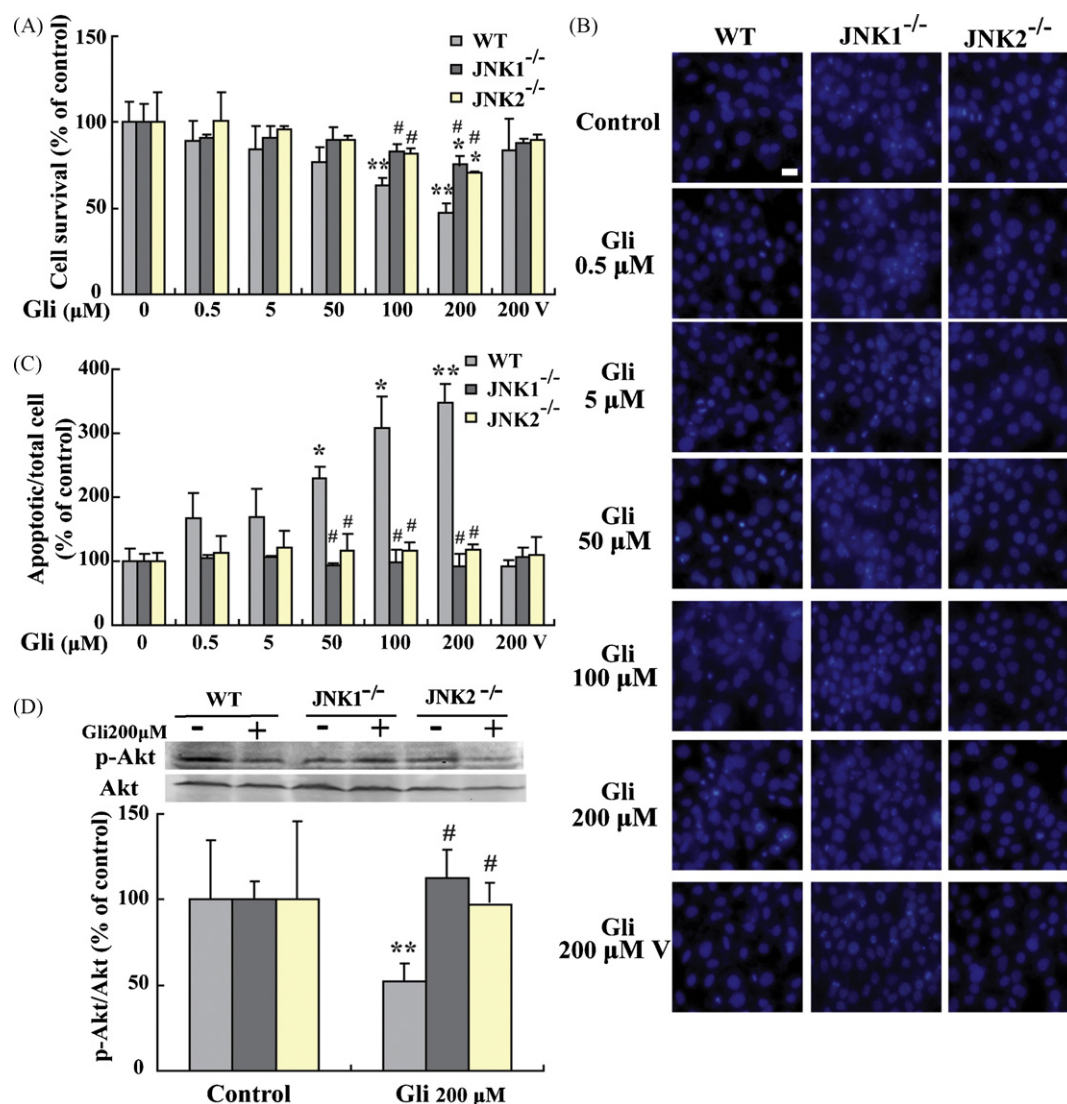 (A)
Cell survival (% of control)
150
100
50
0
WT
JNK1-/-
JNK2-/-
** # #
** # * # *
Gli (µM) 0 0.5 5 50 100 200 200 V
(C)
Apoptotic/total cell
(% of control)
400
300
200
100
0
WT
JNK1-/-
JNK2-/-
* # #
* # #
** # #
Gli (µM) 0 0.5 5 50 100 200 200 V
(D)
WT JNK1-/- JNK2-/-
Gli200µM - + - + - +
p-Akt
Akt
p-Akt/Akt (% of control)
150
100
50
0
** # #
Control Gli 200 µM
(B)
WT JNK1-/- JNK2-/-
Control
Gli
0.5 µM
Gli
5 µM
Gli
50 µM
Gli
100 µM
Gli
200 µM
Gli
200 µM V